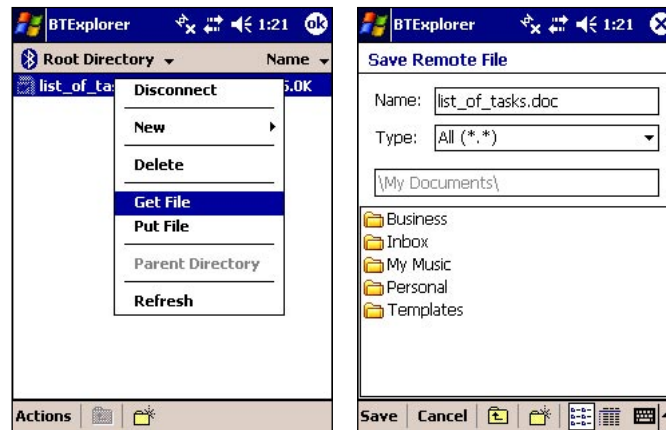 BTExplorer 1:21 ok
Root Directory Name
list_of_ta 5.0K
Disconnect
New
Delete
Get File
Put File
Parent Directory
Refresh
Actions
BTExplorer 1:21
Save Remote File
Name: list_of_tasks.doc
Type: All (*.*)
\My Documents\
Business
Inbox
My Music
Personal
Templates
Save Cancel